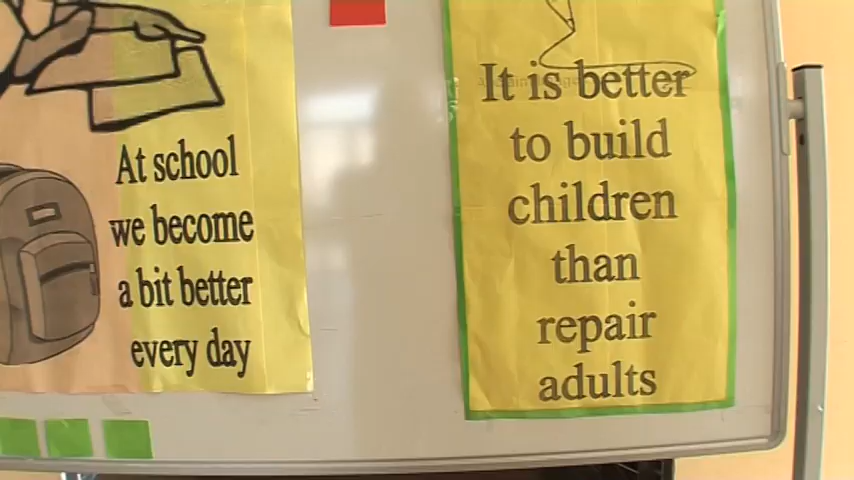 At school
we become
a bit better
every day
It is better
to build
children
than
repair
adults